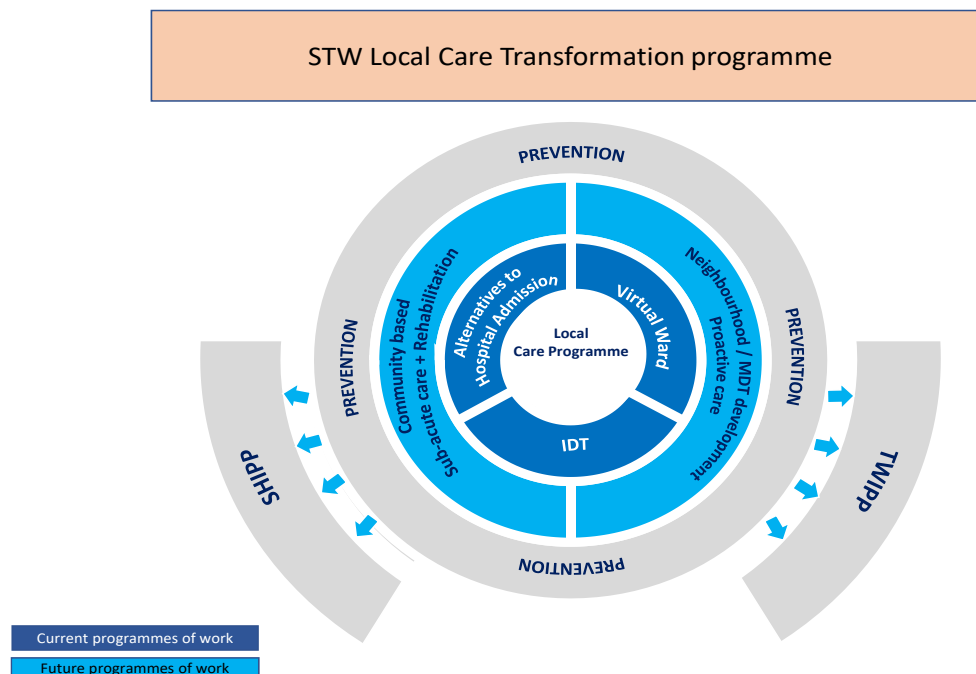 STW Local Care Transformation programme
PREVENTION
PREVENTION
PREVENTION
PREVENTION
Community based
Sub-acute care + Rehabilitation
Neighbourhood / MDT development
Proactive care
Alternatives to
Hospital Admission
Virtual Ward
IDT
Local
Care Programme
SHIPP
TWIPP
Current programmes of work
Future programmes of work